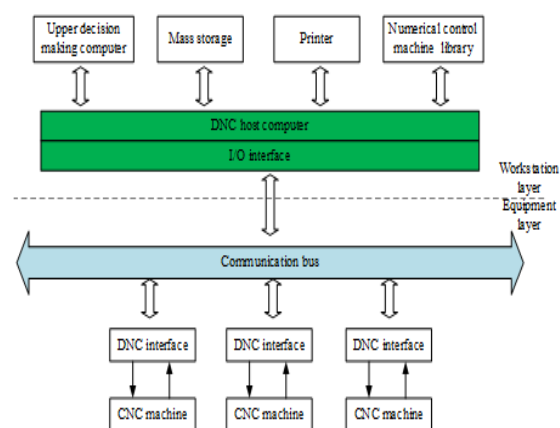 Upper decision
making computer
Mass storage
Printer
Numerical control
machine library
DNC host computer
I/O interface
Workstation
layer
Equipment
layer
Communication bus
DNC interface
DNC interface
DNC interface
CNC machine
CNC machine
CNC machine